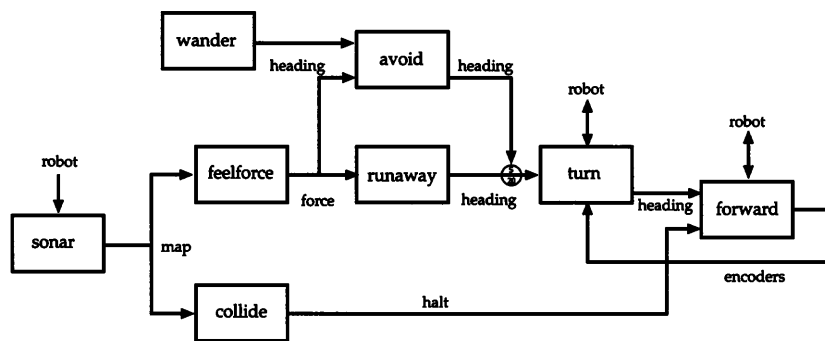 wander
avoid
heading
heading
robot
robot
robot
feelforce
runaway
turn
force
heading
heading
forward
sonar
map
encoders
collide
halt